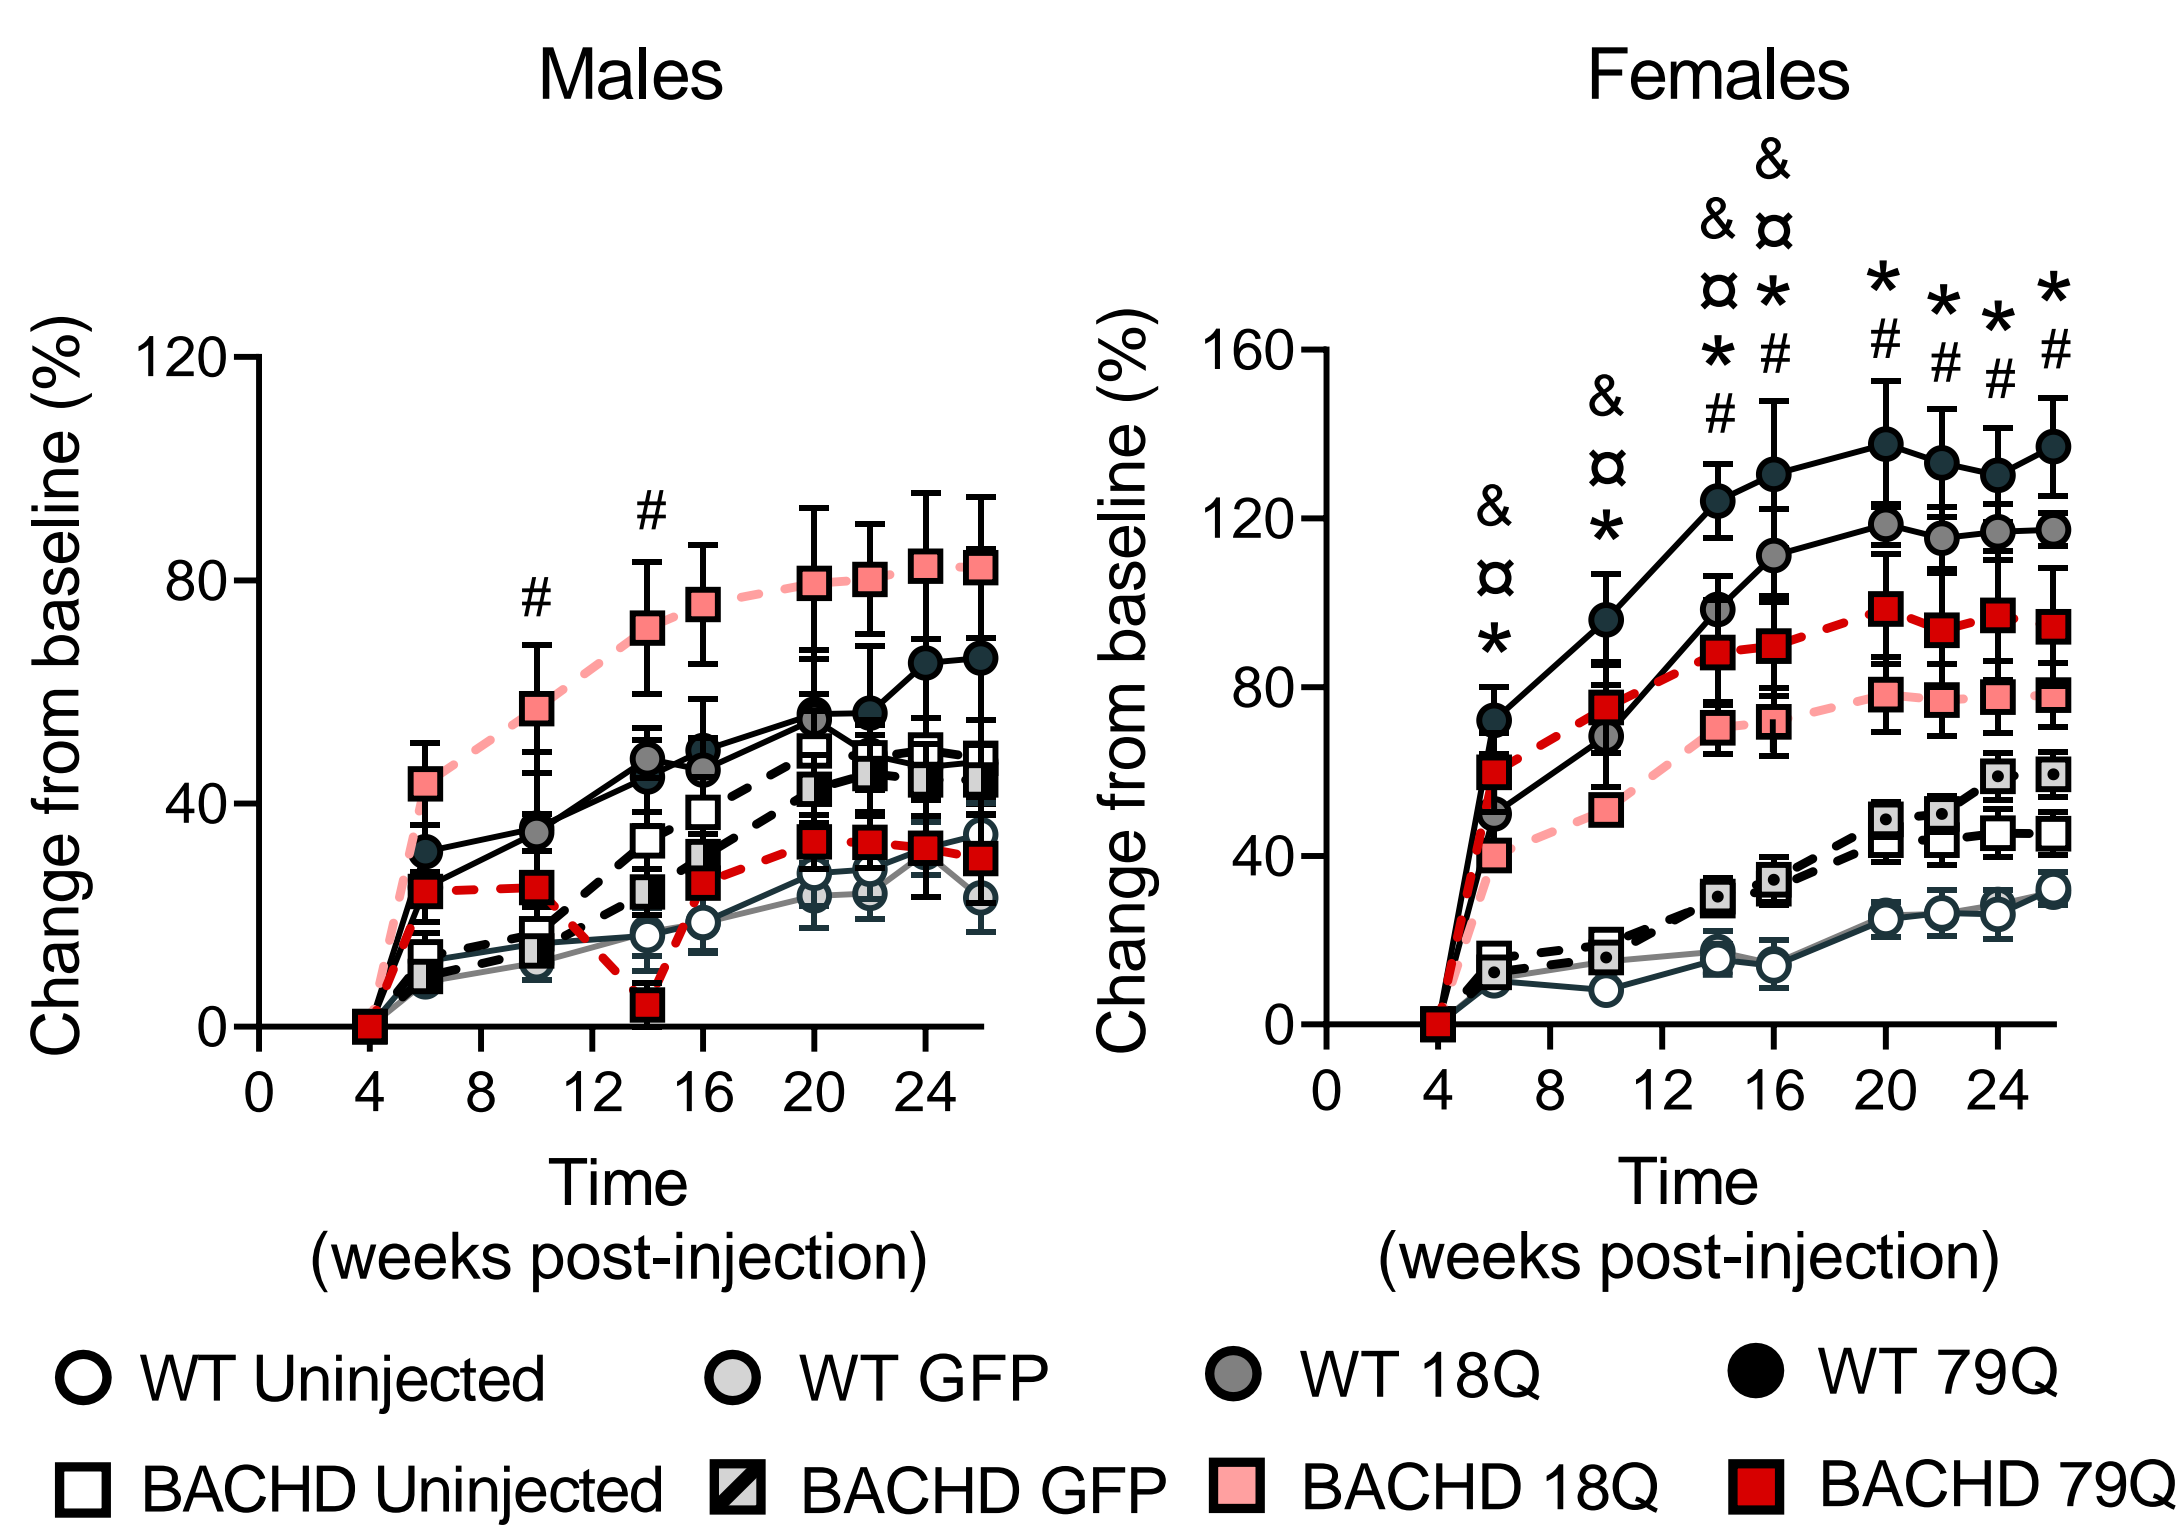 Males
Females
Change from baseline (%)
120
80
40
0
0 4 8 12 16 20 24
# #
Time
(weeks post-injection)
Change from baseline (%)
160
120
80
40
0
0 4 8 12 16 20 24
& ¤ *
& ¤ *
& ¤ * #
& ¤ * #
* #
* #
* #
* #
Time
(weeks post-injection)
WT Uninjected
WT GFP
WT 18Q
WT 79Q
BACHD Uninjected
BACHD GFP
BACHD 18Q
BACHD 79Q